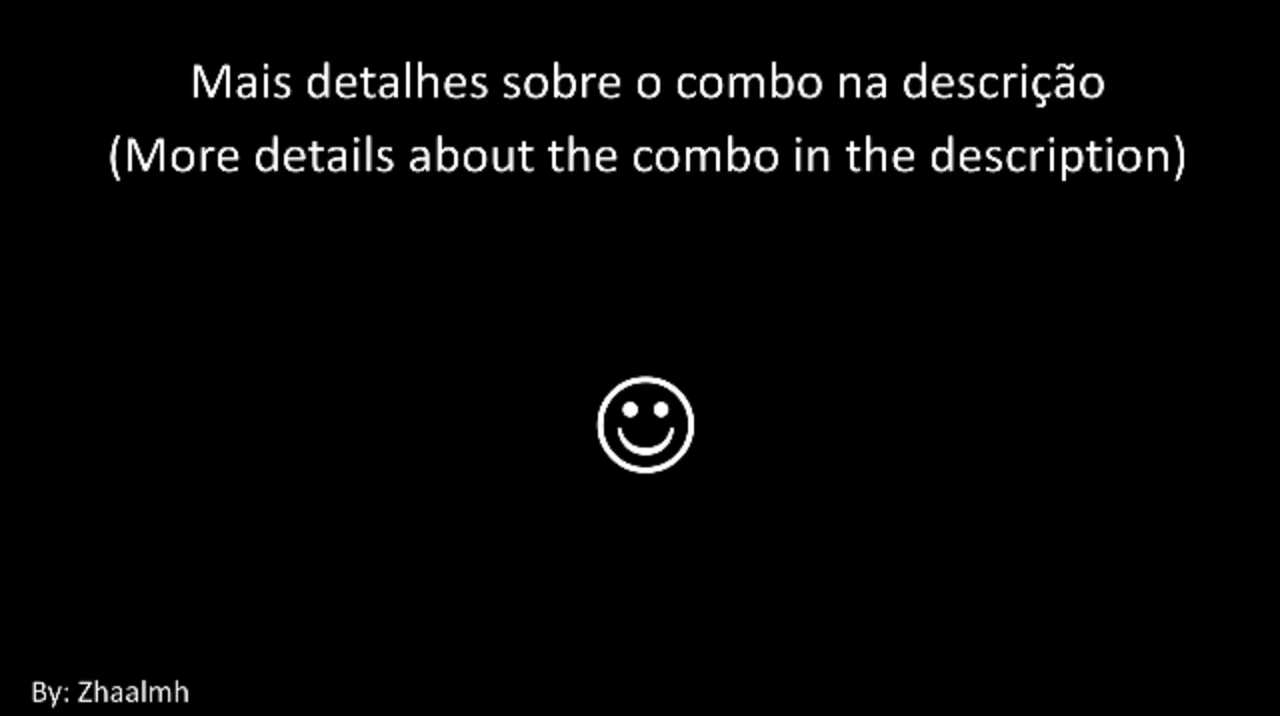 Mais detalhes sobre o combo na descrição
(More details about the combo in the description)
By: Zhaalmh